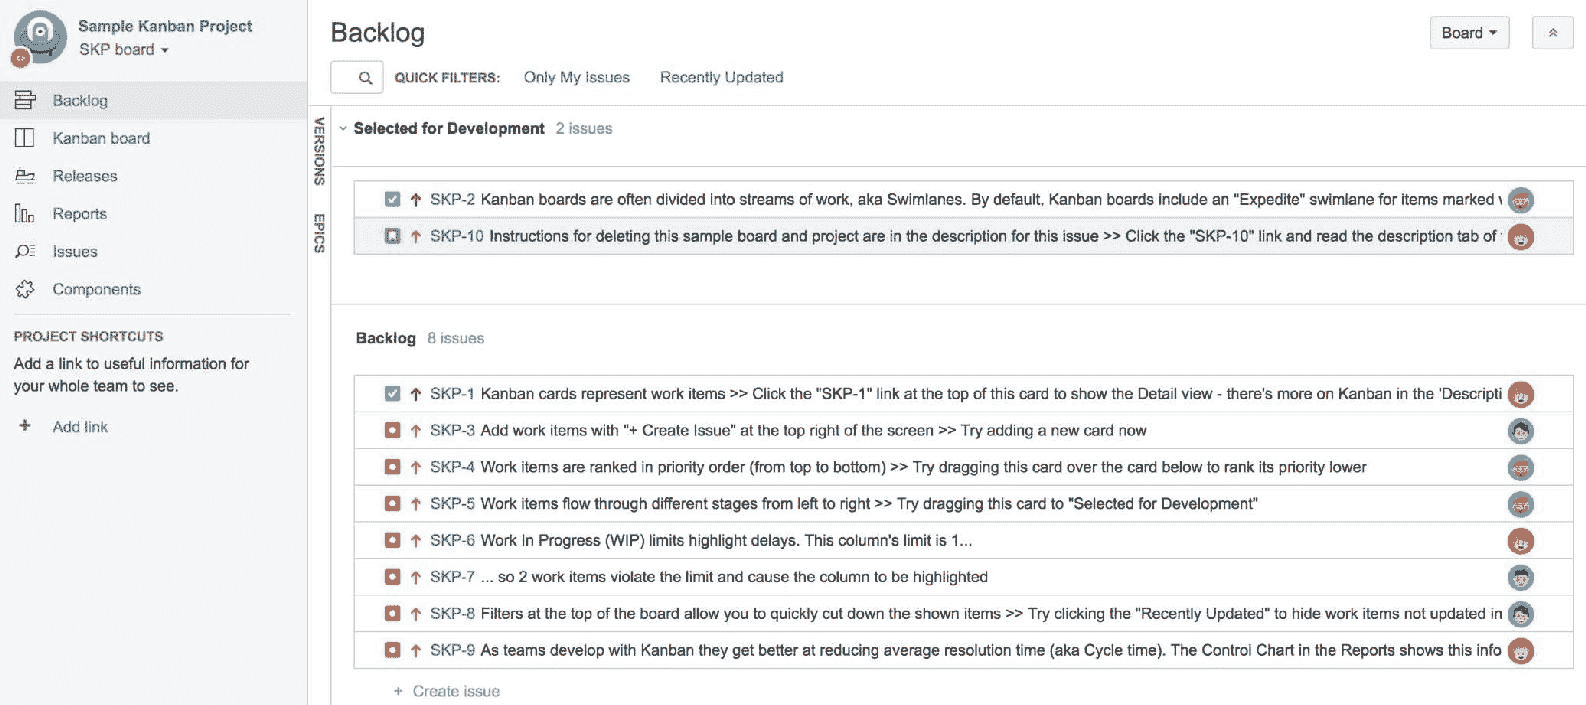 Sample Kanban Project
SKP board
Backlog
Kanban board
Releases
Reports
Issues
Components
PROJECT SHORTCUTS
Add a link to useful information for
your whole team to see.
+ Add link
Backlog
Board
QUICK FILTERS: Only My Issues Recently Updated
VERSIONS
EPICS
Selected for Development 2 issues
SKP-2 Kanban boards are often divided into streams of work, aka Swimlanes. By default, Kanban boards include an "Expedite" swimlane for items marked
SKP-10 Instructions for deleting this sample board and project are in the description for this issue >> Click the "SKP-10" link and read the description tab of
Backlog 8 issues
SKP-1 Kanban cards represent work items >> Click the "SKP-1" link at the top of this card to show the Detail view - there's more on Kanban in the 'Descripti
SKP-3 Add work items with "+ Create Issue" at the top right of the screen >> Try adding a new card now
SKP-4 Work items are ranked in priority order (from top to bottom) >> Try dragging this card over the card below to rank its priority lower
SKP-5 Work items flow through different stages from left to right >> Try dragging this card to "Selected for Development"
SKP-6 Work In Progress (WIP) limits highlight delays. This column's limit is 1...
SKP-7 ... so 2 work items violate the limit and cause the column to be highlighted
SKP-8 Filters at the top of the board allow you to quickly cut down the shown items >> Try clicking the "Recently Updated" to hide work items not updated in
SKP-9 As teams develop with Kanban they get better at reducing average resolution time (aka Cycle time). The Control Chart in the Reports shows this info
+ Create issue